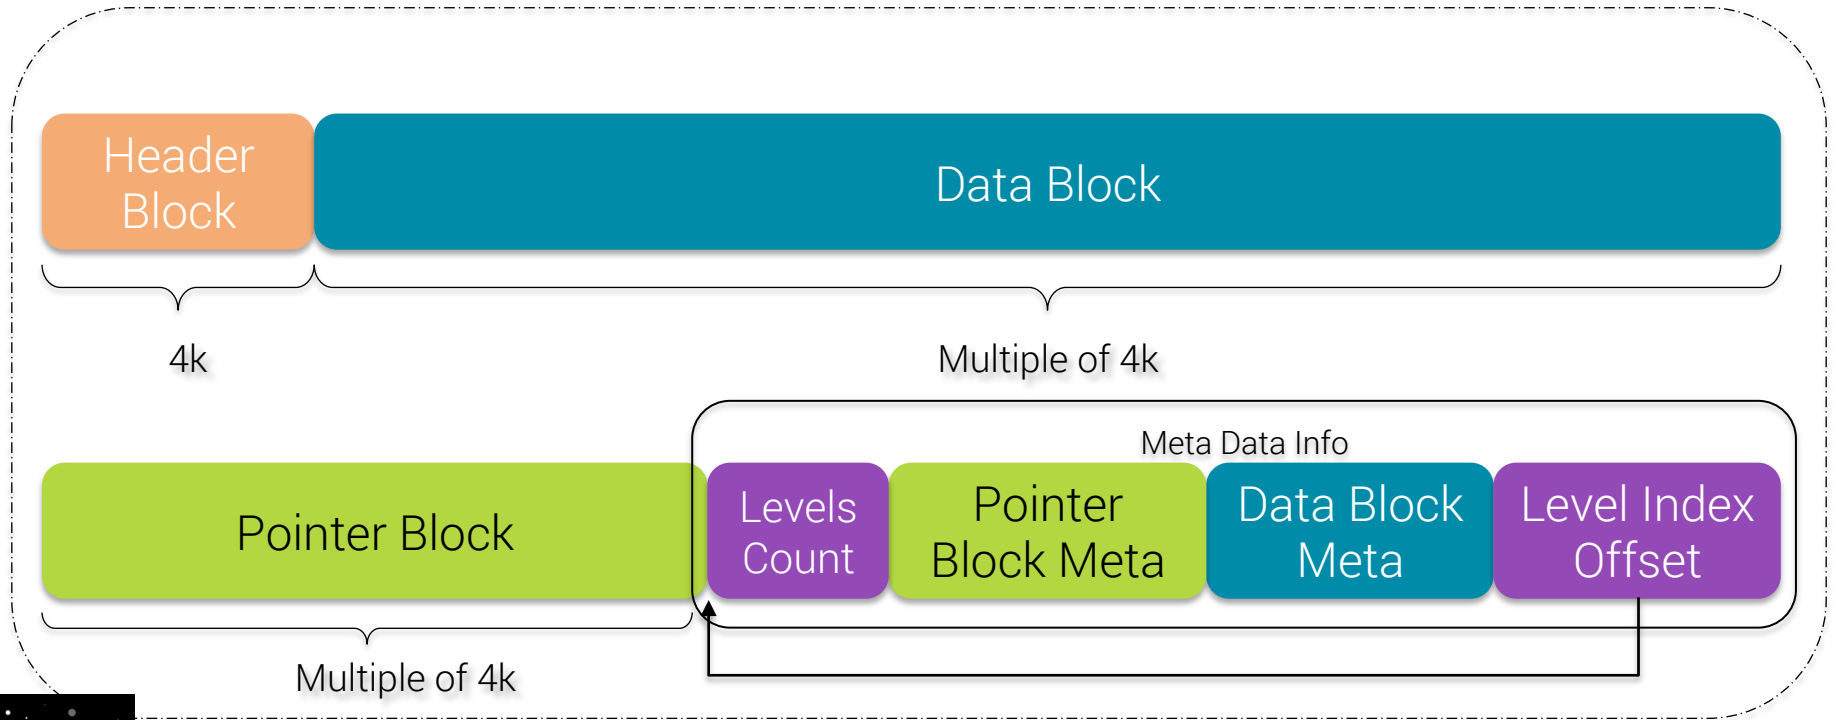 Header
Block
Data Block
4k
Multiple of 4k
Meta Data Info
Pointer Block
Levels
Count
Pointer
Block Meta
Data Block
Meta
Level Index
Offset
Multiple of 4k